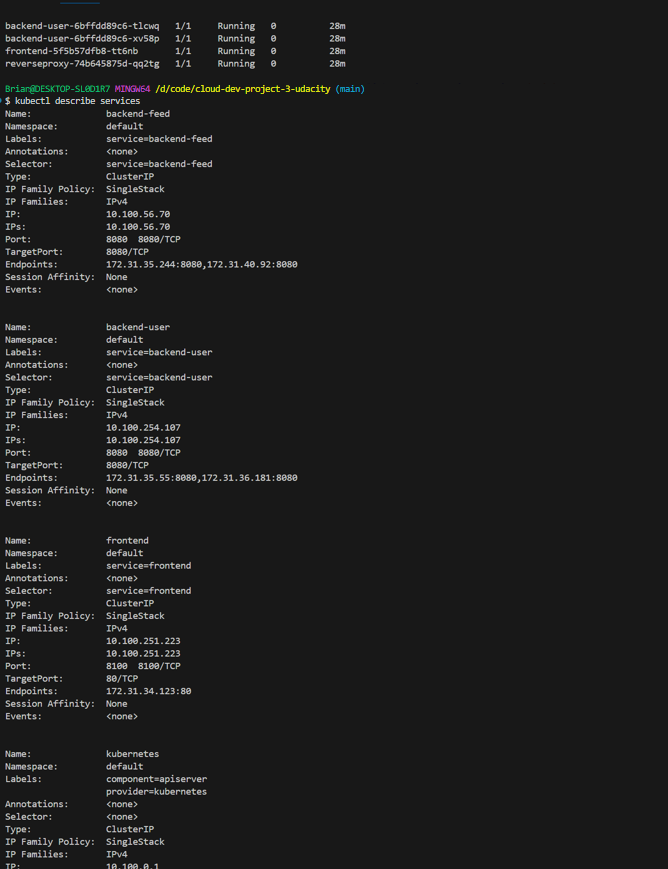 backend-user-6bffdd89c6-tlcwq   1/1     Running   0          28m
backend-user-6bffdd89c6-xv58p   1/1     Running   0          28m
frontend-5f5b57dfb8-tt6nb       1/1     Running   0          28m
reverseproxy-74b645875d-qq2tg   1/1     Running   0          28m
Brian@DESKTOP-SL0D1R7 MINGW64 /d/code/cloud-dev-project-3-udacity (main)
$ kubectl describe services
Name:              backend-feed
Namespace:         default
Labels:            service=backend-feed
Annotations:       <none>
Selector:          service=backend-feed
Type:              ClusterIP
IP Family Policy:  SingleStack
IP Families:       IPv4
IP:                10.100.56.70
IPs:               10.100.56.70
Port:              8080  8080/TCP
TargetPort:        8080/TCP
Endpoints:         172.31.35.244:8080,172.31.40.92:8080
Session Affinity:  None
Events:            <none>
Name:              backend-user
Namespace:         default
Labels:            service=backend-user
Annotations:       <none>
Selector:          service=backend-user
Type:              ClusterIP
IP Family Policy:  SingleStack
IP Families:       IPv4
IP:                10.100.254.107
IPs:               10.100.254.107
Port:              8080  8080/TCP
TargetPort:        8080/TCP
Endpoints:         172.31.35.55:8080,172.31.36.181:8080
Session Affinity:  None
Events:            <none>
Name:              frontend
Namespace:         default
Labels:            service=frontend
Annotations:       <none>
Selector:          service=frontend
Type:              ClusterIP
IP Family Policy:  SingleStack
IP Families:       IPv4
IP:                10.100.251.223
IPs:               10.100.251.223
Port:              8100  8100/TCP
TargetPort:        80/TCP
Endpoints:         172.31.34.123:80
Session Affinity:  None
Events:            <none>
Name:              kubernetes
Namespace:         default
Labels:            component=apiserver
                   provider=kubernetes
Annotations:       <none>
Selector:          <none>
Type:              ClusterIP
IP Family Policy:  SingleStack
IP Families:       IPv4
IP:                10.100.0.1